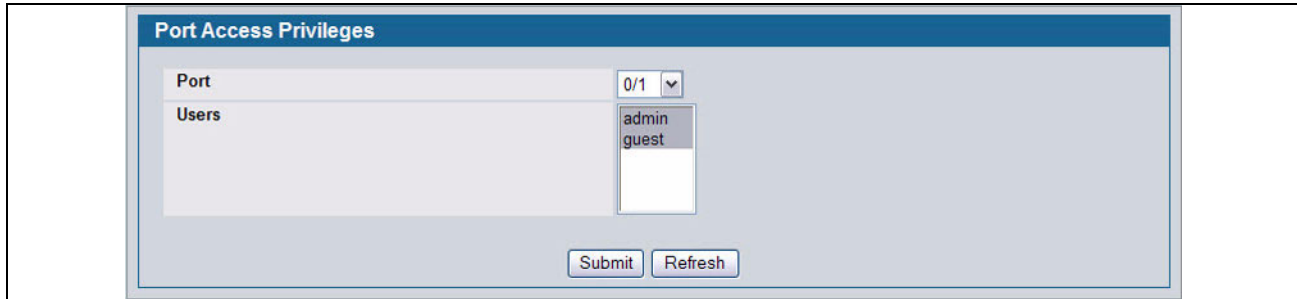 Port Access Privileges
Port
0/1
Users
admin
guest
Submit Refresh